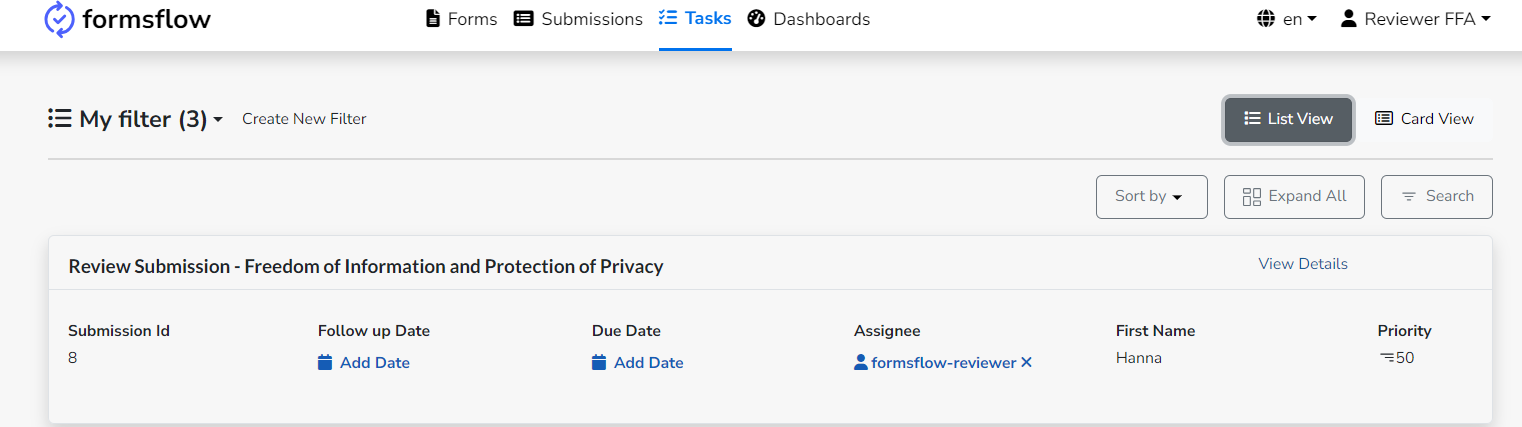 formsflow
Forms Submissions Tasks Dashboards en Reviewer FFA
My filter (3) Create New Filter List View Card View
Sort by Expand All Search
Review Submission - Freedom of Information and Protection of Privacy View Details
Submission Id Follow up Date Due Date Assignee First Name Priority
8 Add Date Add Date formsflow-reviewer Hanna 50